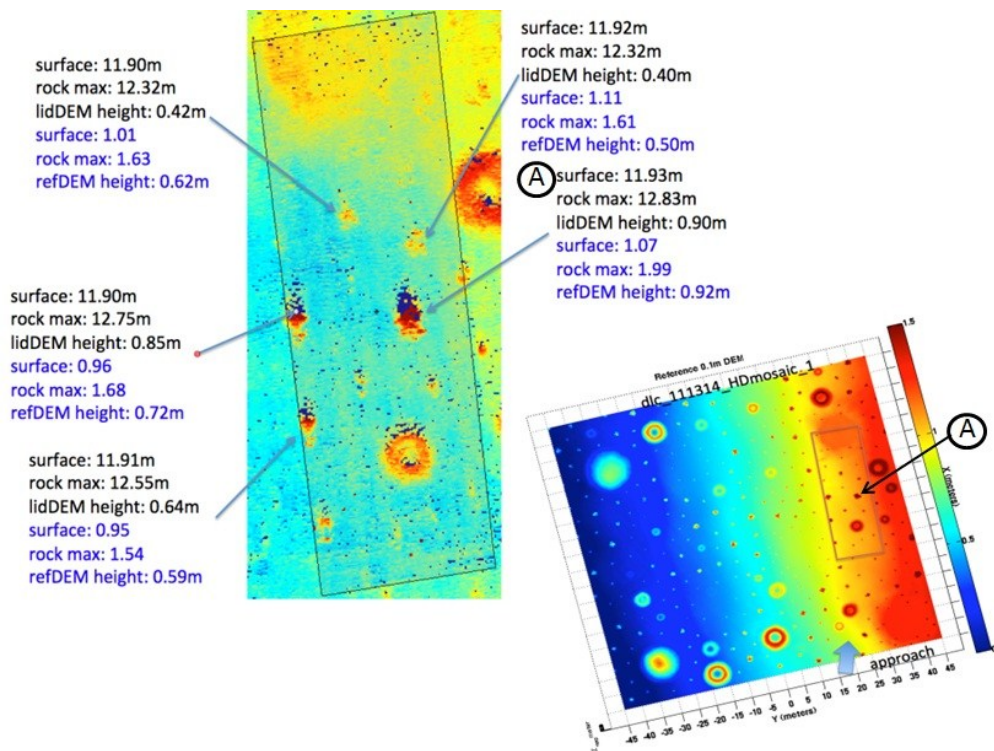 surface: 11.90m
rock max: 12.32m
lidDEM height: 0.42m
surface: 1.01
rock max: 1.63
refDEM height: 0.62m
surface: 11.92m
rock max: 12.32m
lidDEM height: 0.40m
surface: 1.11
rock max: 1.61
refDEM height: 0.50m
A
surface: 11.93m
rock max: 12.83m
lidDEM height: 0.90m
surface: 1.07
rock max: 1.99
refDEM height: 0.92m
surface: 11.90m
rock max: 12.75m
lidDEM height: 0.85m
surface: 0.96
rock max: 1.68
refDEM height: 0.72m
surface: 11.91m
rock max: 12.55m
lidDEM height: 0.64m
surface: 0.95
rock max: 1.54
refDEM height: 0.59m
Reference 0.1m DEM
dlc_111314_HDmosaic_1
A
1.5
1
0.5
X (meters)
approach
-45 -40 -35 -30 -25 -20 -15 -10 -5 0 5 10 15 20 25 30 35 40 45
Y (meters)